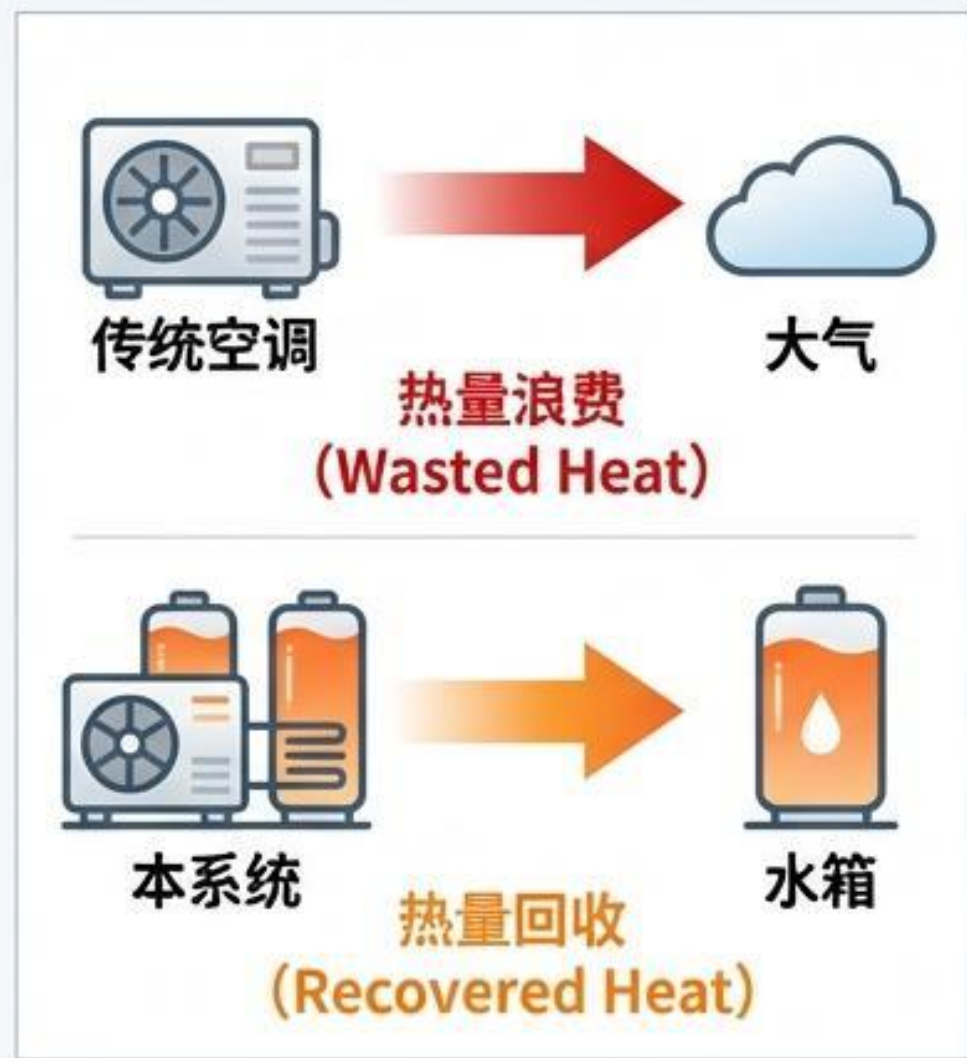 传统空调
大气
热量浪费
（Wasted Heat）
本系统
水箱
热量回收
（Recovered Heat）